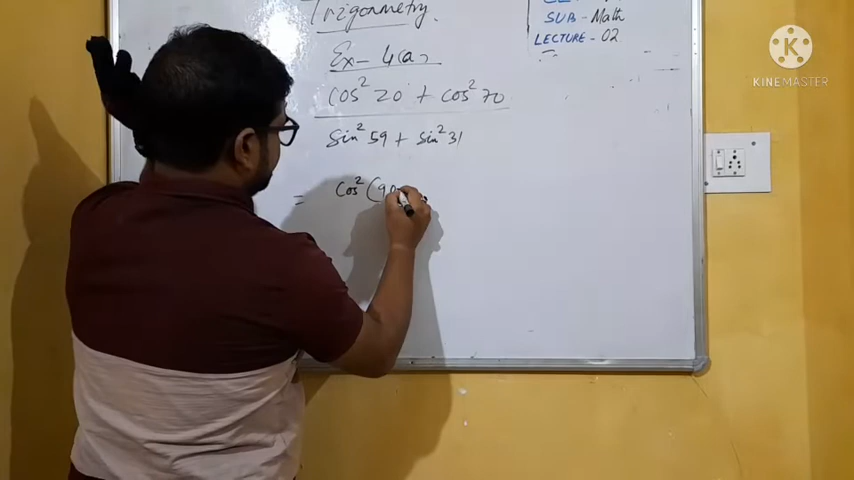 Trigonometry
Ex - 4(a)
SUB - Math
LECTURE - 02
cos² 20 + cos² 70
sin² 59 + sin² 31
= cos² (90
KINEMASTER